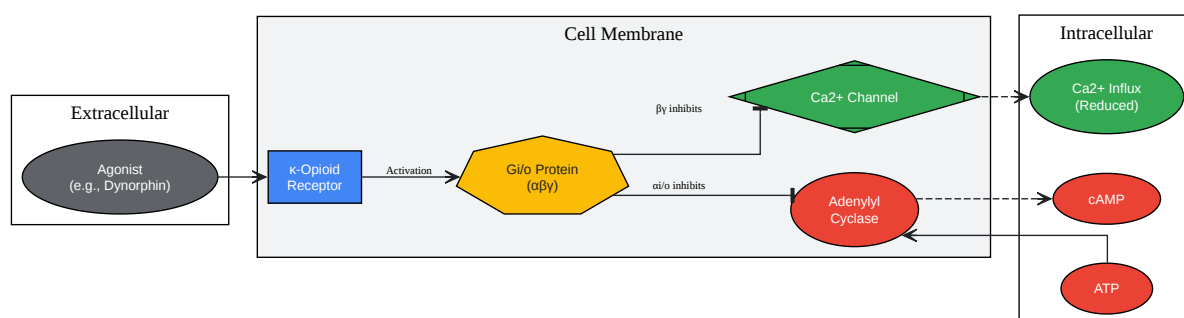 Extracellular
Agonist
(e.g., Dynorphin)
Cell Membrane
κ-Opioid
Receptor
Activation
Gi/o Protein
(αβγ)
βγ inhibits
αi/o inhibits
Ca2+ Channel
Adenylyl
Cyclase
Intracellular
Ca2+ Influx
(Reduced)
cAMP
ATP